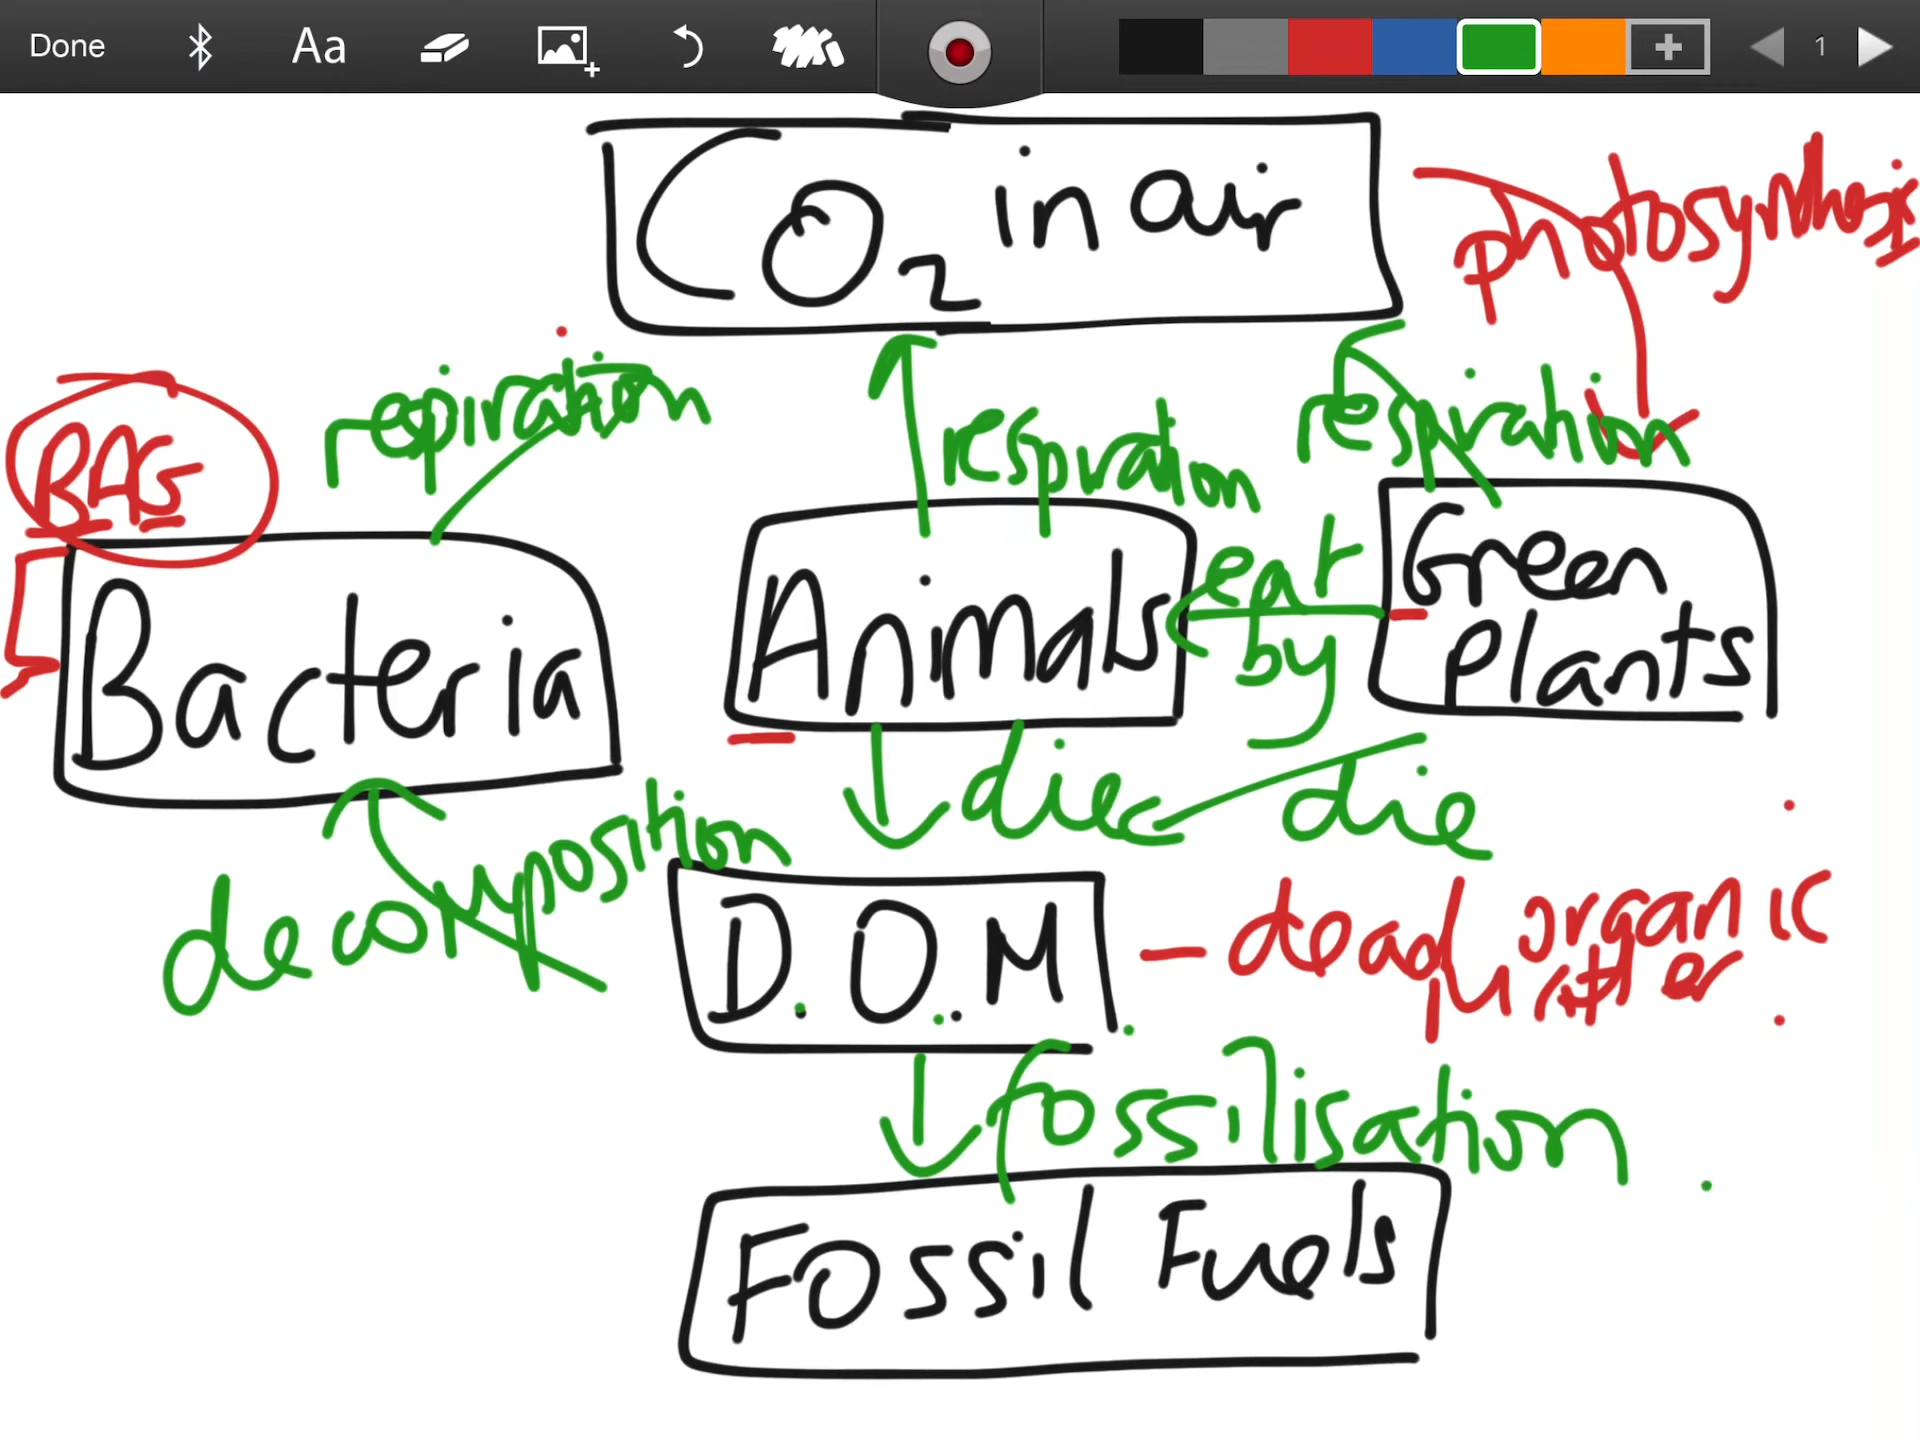 Done
Aa
1
CO2 in air
photosynthesis
respiration
respiration
respiration
BAG
Bacteria
Animals
eat
by
Green
Plants
die
die
decomposition
D.O.M
- dead organic
matter
fossilisation
Fossil Fuels